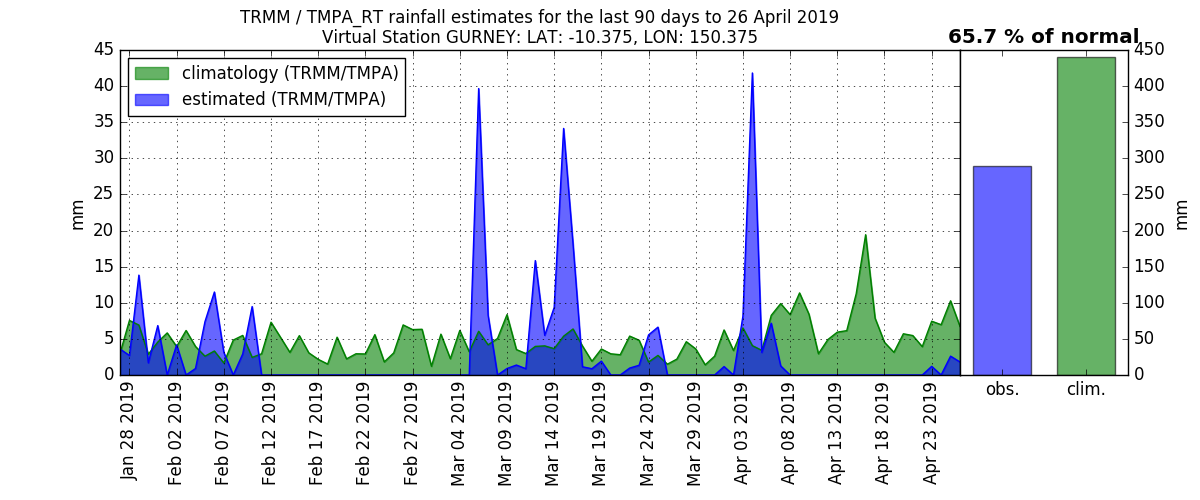 TRMM / TMPA_RT rainfall estimates for the last 90 days to 26 April 2019
Virtual Station GURNEY: LAT: -10.375, LON: 150.375
65.7 % of normal
climatology (TRMM/TMPA)
estimated (TRMM/TMPA)
mm
45
40
35
30
25
20
15
10
5
0
Jan 28 2019
Feb 02 2019
Feb 07 2019
Feb 12 2019
Feb 17 2019
Feb 22 2019
Feb 27 2019
Mar 04 2019
Mar 09 2019
Mar 14 2019
Mar 19 2019
Mar 24 2019
Mar 29 2019
Apr 03 2019
Apr 08 2019
Apr 13 2019
Apr 18 2019
Apr 23 2019
obs.
clim.
450
400
350
300
250
200
150
100
50
0
mm